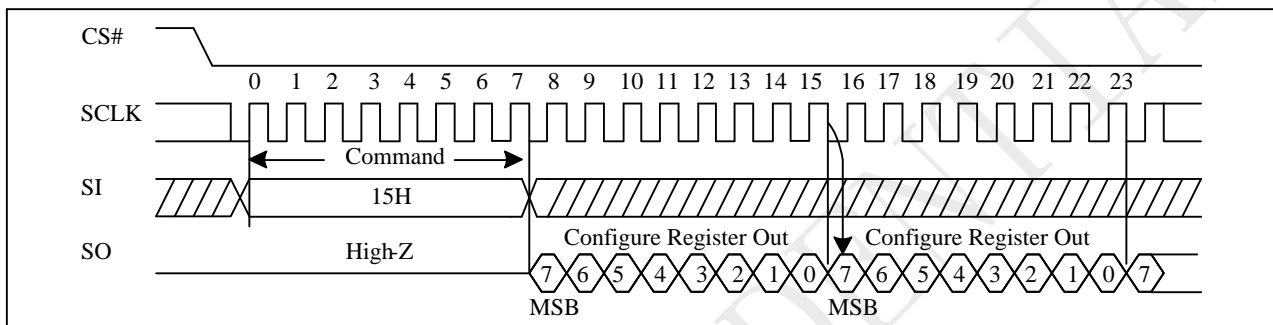 CS#
0 1 2 3 4 5 6 7 8 9 10 11 12 13 14 15 16 17 18 19 20 21 22 23
SCLK
Command
SI
15H
SO
High-Z
Configure Register Out
Configure Register Out
7 6 5 4 3 2 1 0 7 6 5 4 3 2 1 0 7
MSB
MSB